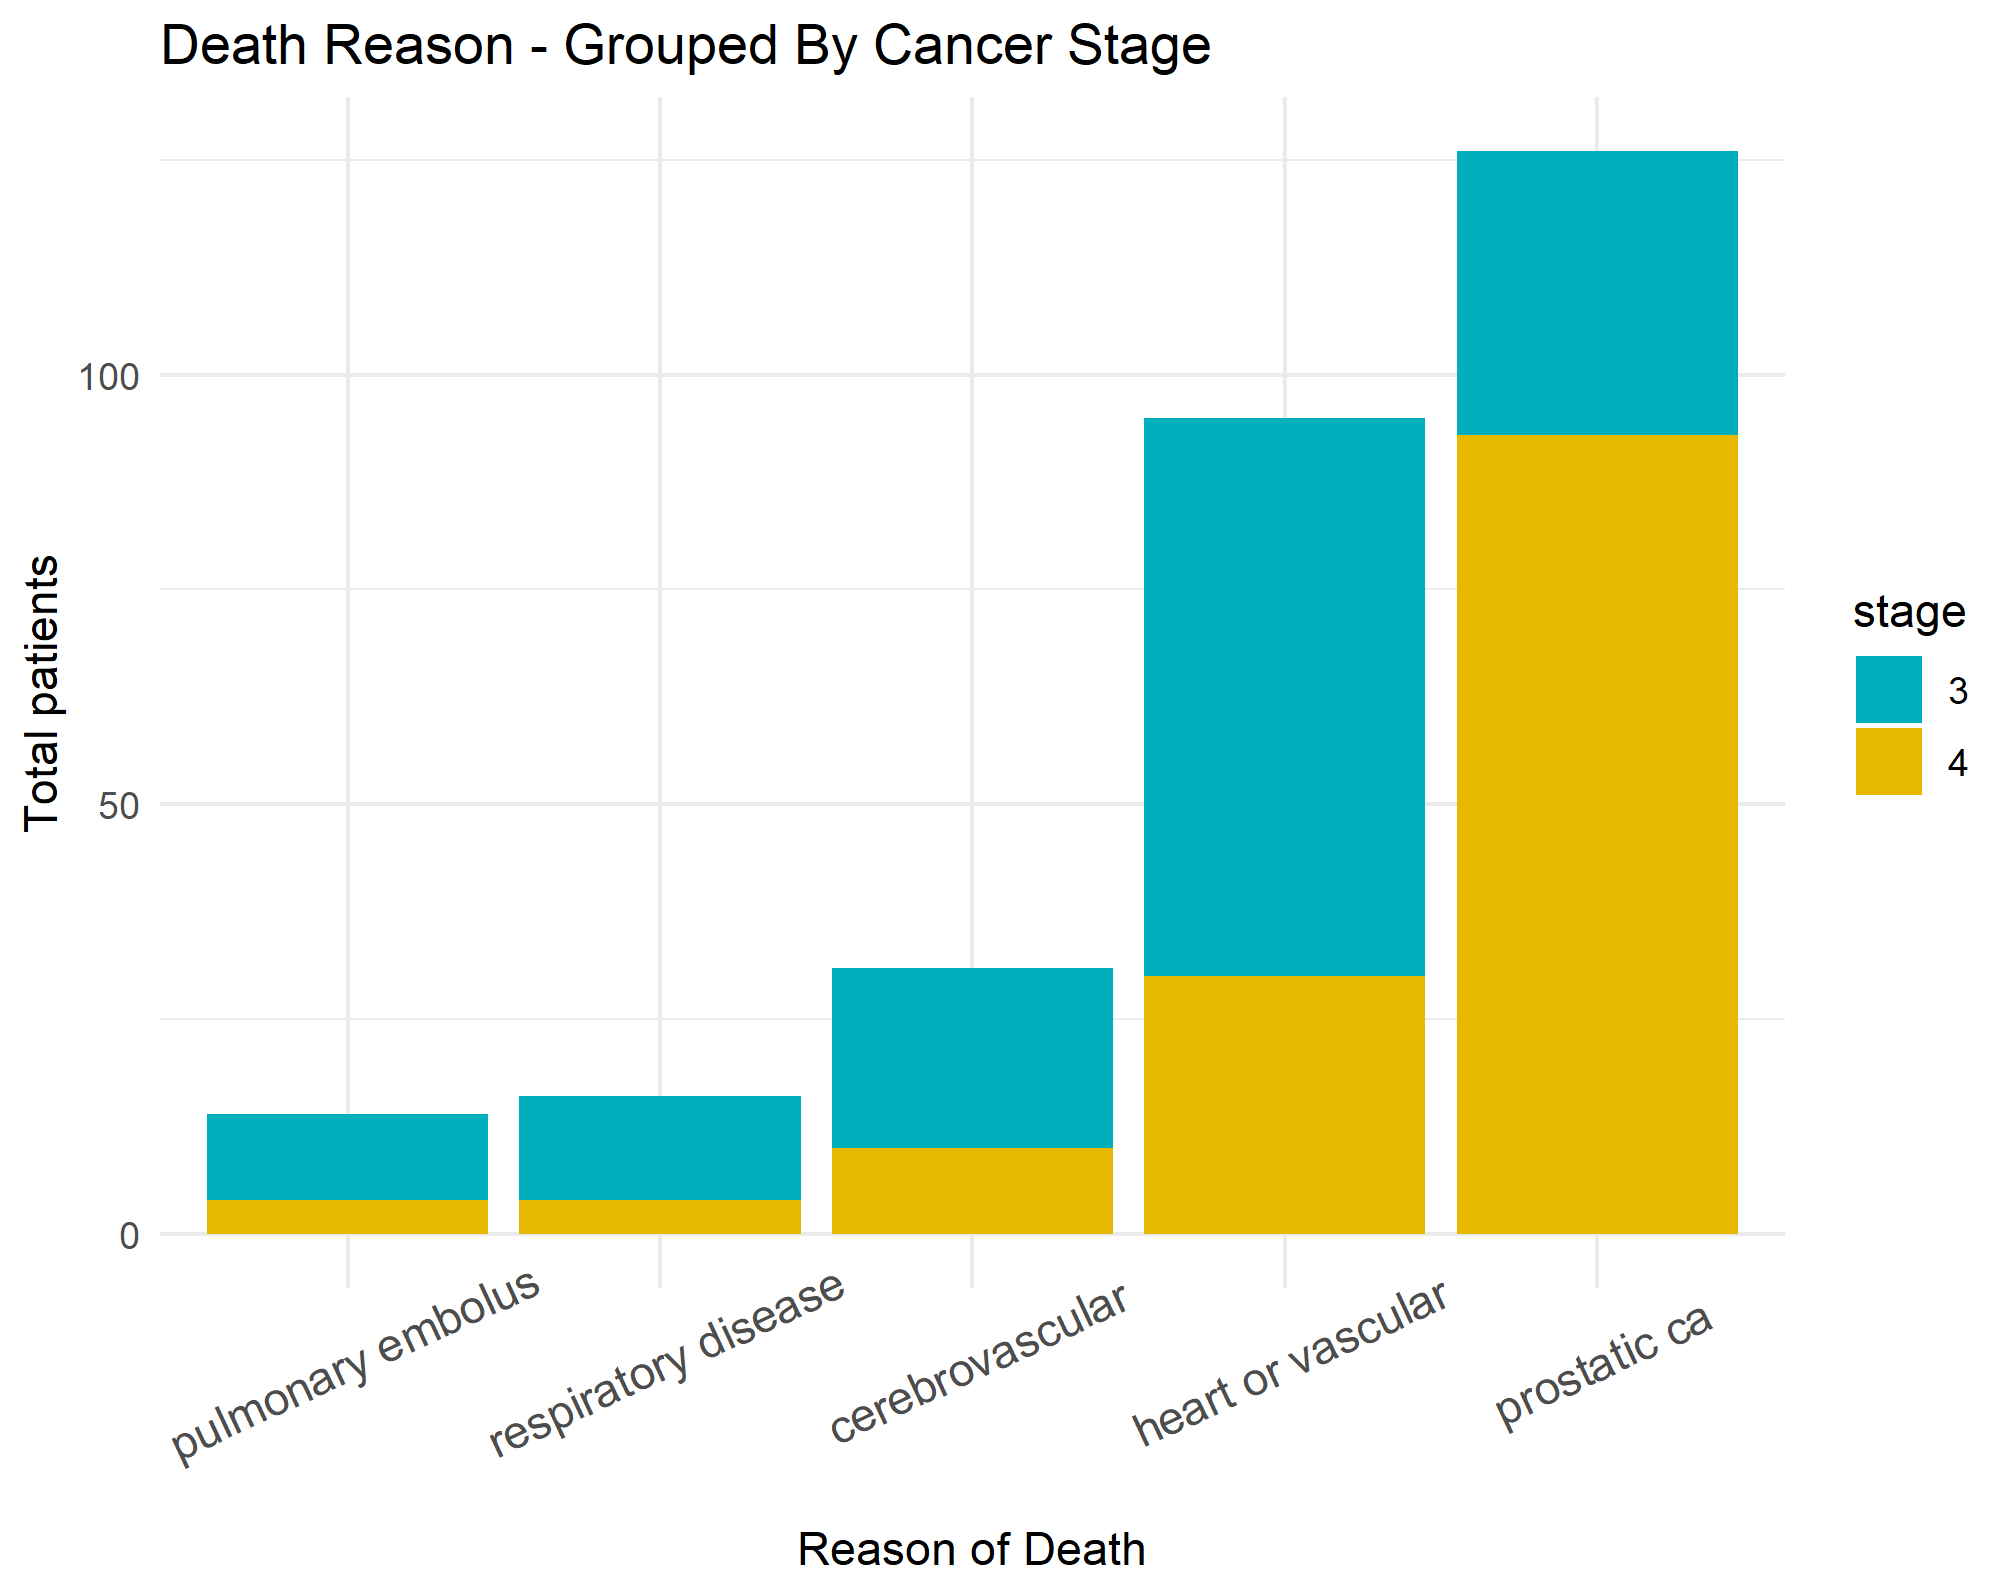 Death Reason - Grouped By Cancer Stage
Total patients
100
50
0
stage
3
4
pulmonary embolus
respiratory disease
cerebrovascular
heart or vascular
prostatic ca
Reason of Death